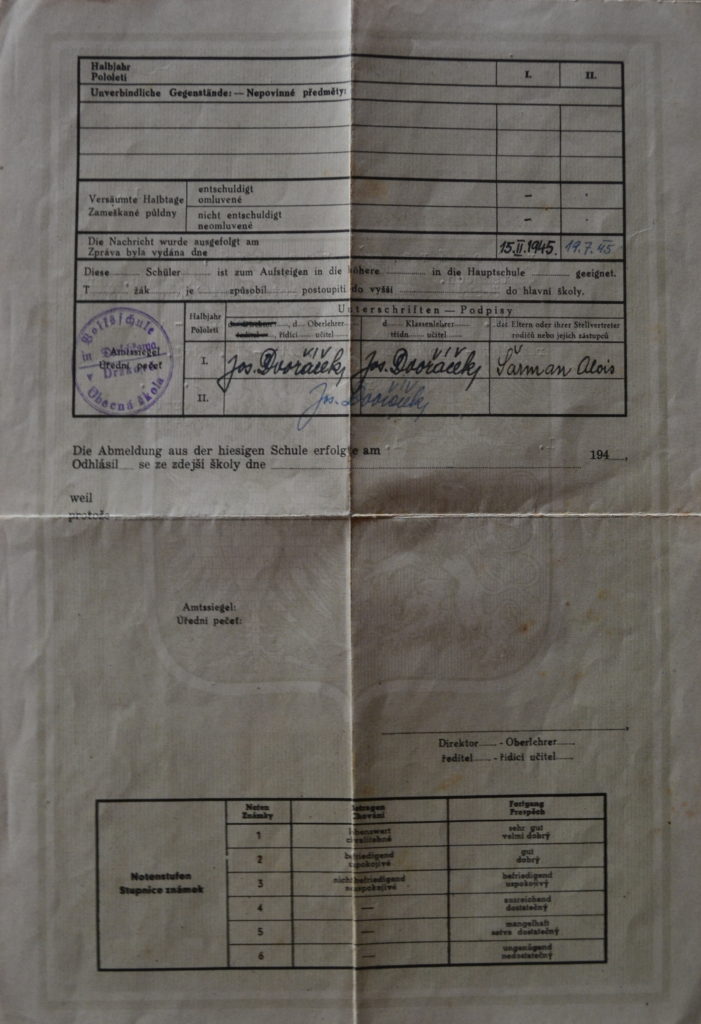 Halbjahr
Pololetí
I.
II.
Unverbindliche Gegenstände: — Nepovinné předměty:
Versäumte Halbtage
Zameškané půldny
entschuldigt
omluvené
- -
nicht entschuldigt
neomluvené
- -
Die Nachricht wurde ausgefolgt am
Zpráva byla vydána dne
15.II.1945. 19.7.45
Diese ...... Schüler ...... ist zum Aufsteigen in die höhere ...... in die Hauptschule ...... geeignet.
T ...... žák ...... je ...... způsobil ...... postoupiti do vyšší ...... do hlavní školy.
Volksschule
in
Obecná škola
Amtssiegel
Úřední pečeť
Halbjahr
Pololetí
Unterschriften — Podpisy
d Direktor ......, d ...... Oberlehrer ......
ředitel ......, řídící učitel ......
d ...... Klassenlehrer ......
třídn. ...... učitel ......
der Eltern oder ihrer Stellvertreter
rodičů nebo jejich zástupců
I. Jos. Dvořáček Jos. Dvořáček Šarman Alois
II. Jos. Dvořáček
Die Abmeldung aus der hiesigen Schule erfolgte am
Odhlásil ...... se ze zdejší školy dne ...... 194 ......,
weil
protože
Amtssiegel:
Úřední pečeť:
Direktor ...... - Oberlehrer ......
ředitel ...... - řídicí učitel ......
Notenstufen
Stupnice známek
Noten
Známky
Betragen
Chování
Fortgang
Prospěch
1
lobenswert
chvalitebné
sehr gut
velmi dobrý
2
befriedigend
uspokojivé
gut
dobrý
3
nicht befriedigend
neuspokojivé
befriedigend
uspokojivý
4
—
ausreichend
dostatečný
5
—
mangelhaft
sotva dostatečný
6
—
ungenügend
nedostatečný